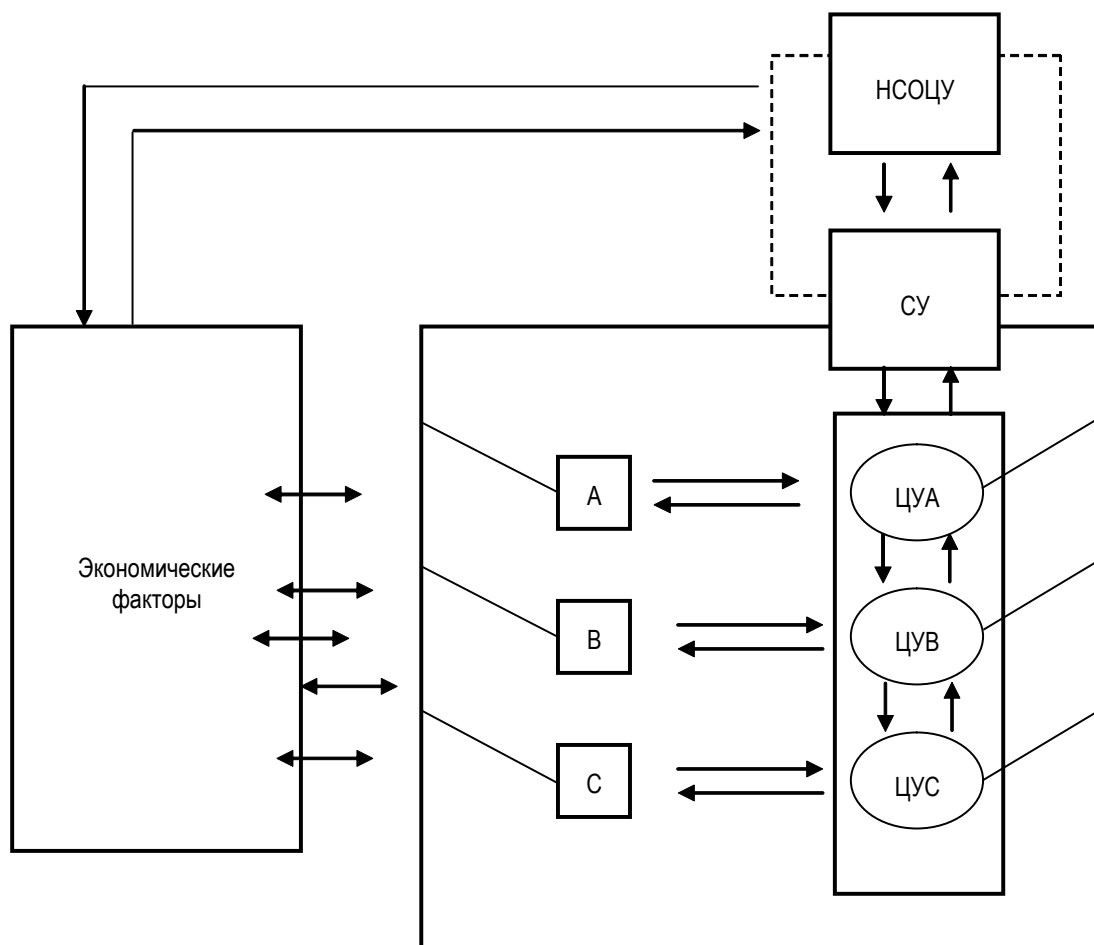 НСОЦУ
СУ
А
ЦУА
Экономические
факторы
В
ЦУВ
С
ЦУС